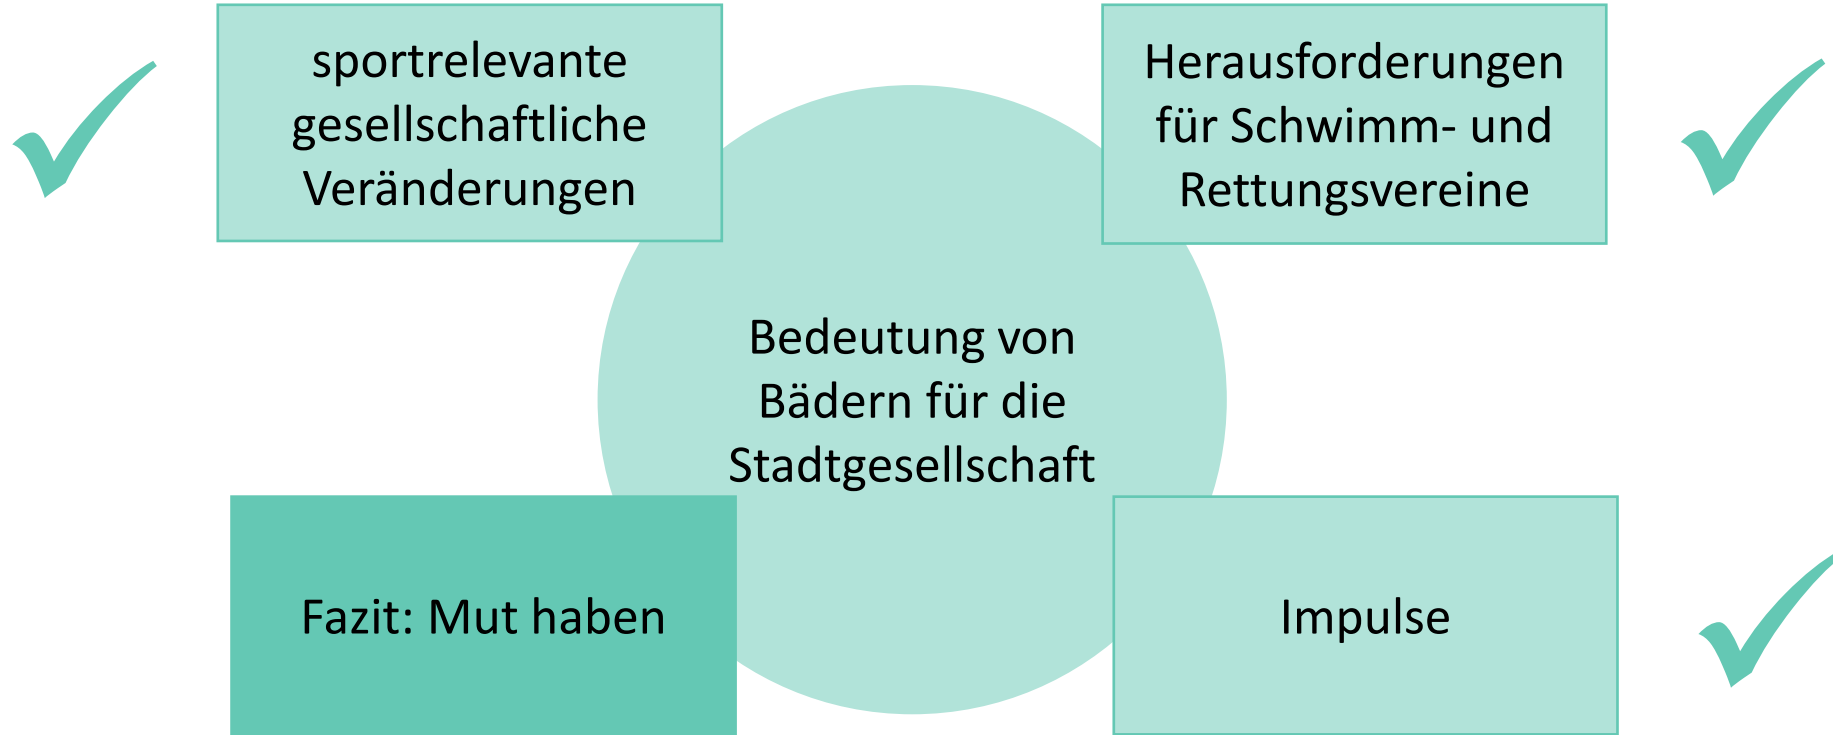 sportrelevante
gesellschaftliche
Veränderungen
Herausforderungen
für Schwimm- und
Rettungsvereine
Bedeutung von
Bädern für die
Stadtgesellschaft
Fazit: Mut haben
Impulse